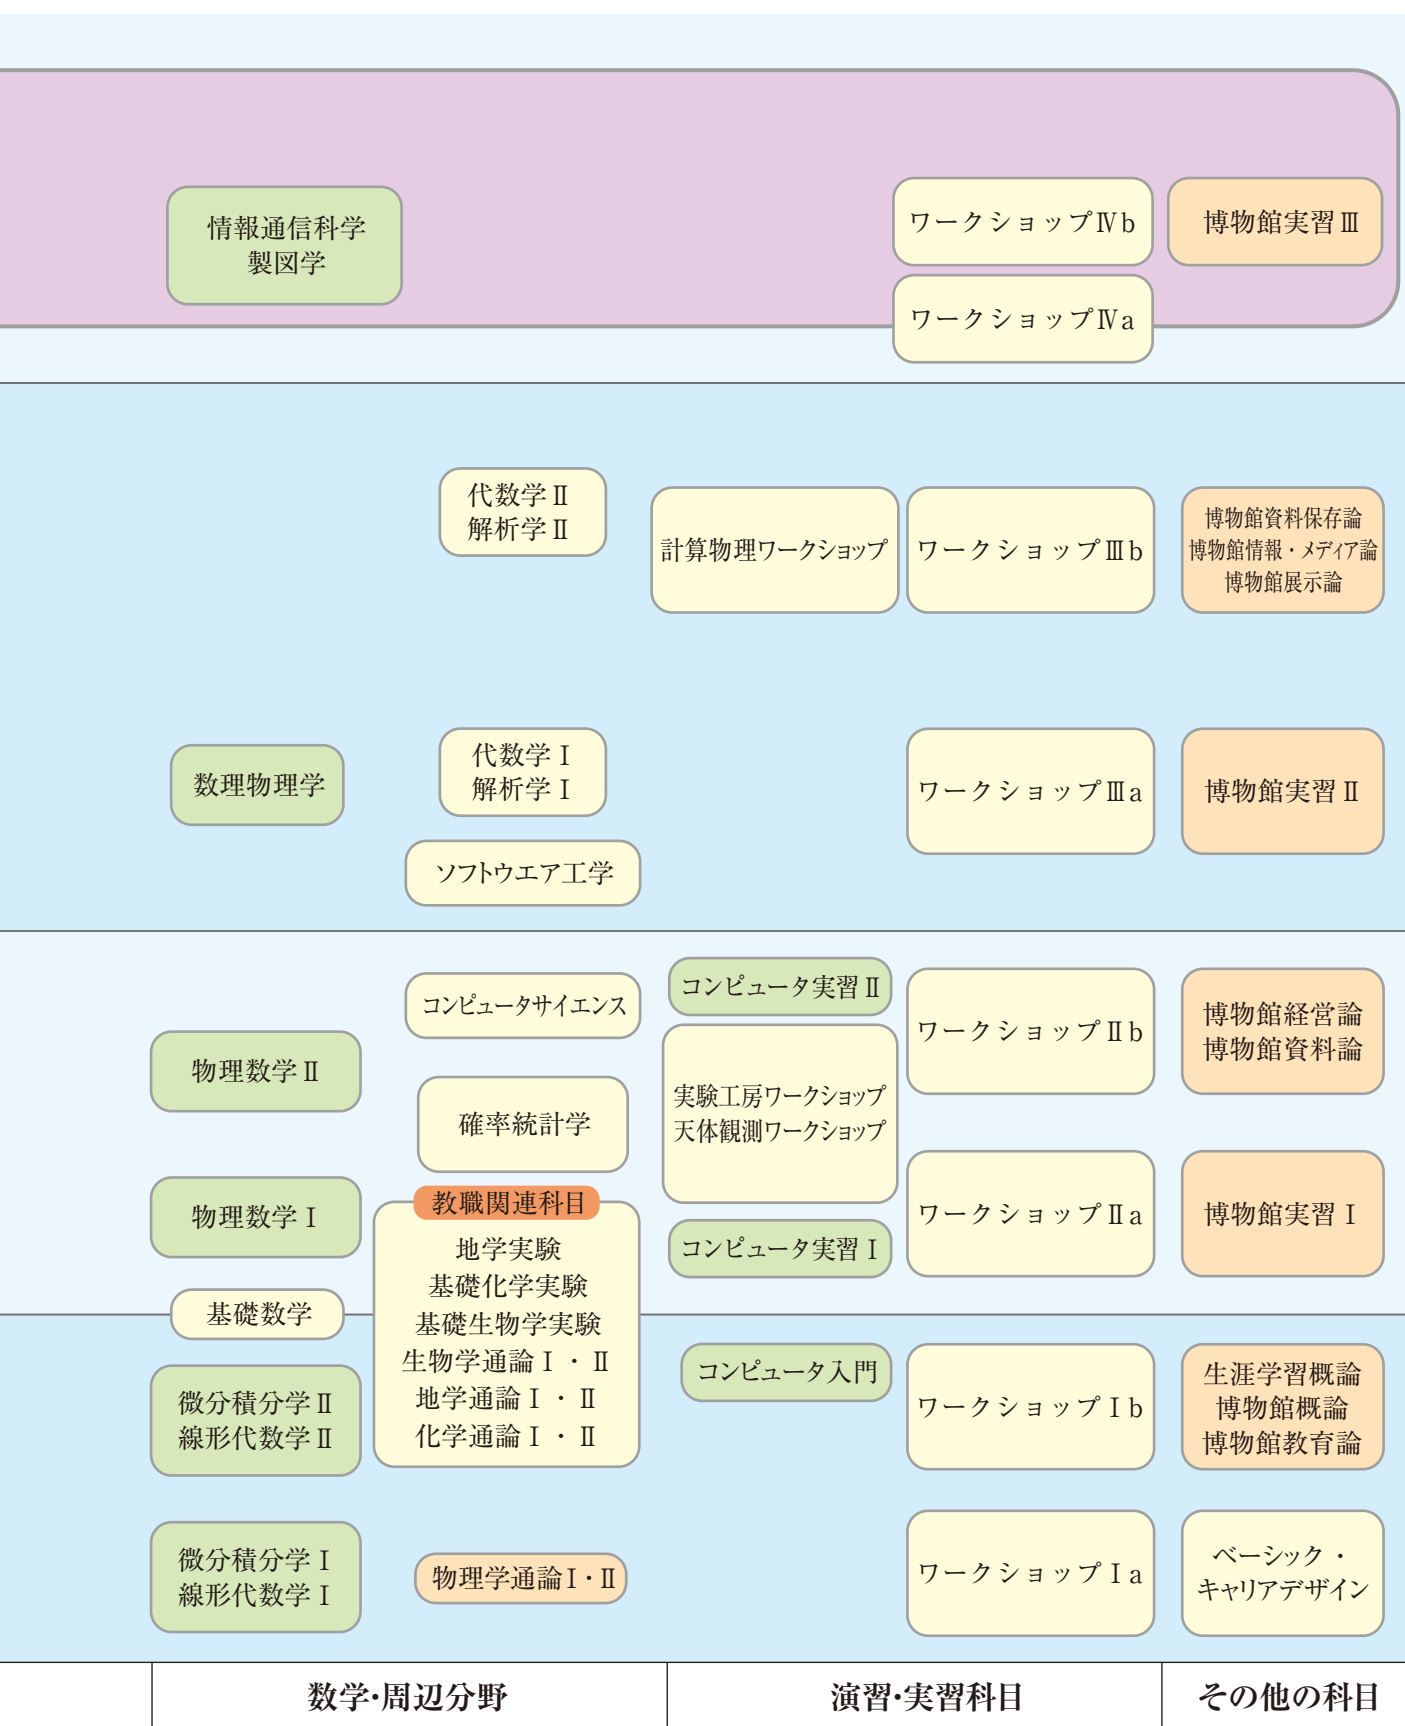 情報通信科学
製図学
ワークショップⅣb
博物館実習Ⅲ
ワークショップⅣa
代数学Ⅱ
解析学Ⅱ
計算物理ワークショップ
ワークショップⅢb
博物館資料保存論
博物館情報・メディア論
博物館展示論
数理物理学
代数学Ⅰ
解析学Ⅰ
ワークショップⅢa
博物館実習Ⅱ
ソフトウエア工学
コンピュータサイエンス
コンピュータ実習Ⅱ
ワークショップⅡb
博物館経営論
博物館資料論
物理数学Ⅱ
確率統計学
実験工房ワークショップ
天体観測ワークショップ
物理数学Ⅰ
教職関連科目
地学実験
基礎化学実験
基礎生物学実験
生物学通論Ⅰ・Ⅱ
地学通論Ⅰ・Ⅱ
化学通論Ⅰ・Ⅱ
コンピュータ実習Ⅰ
ワークショップⅡa
博物館実習Ⅰ
基礎数学
微分積分学Ⅱ
線形代数学Ⅱ
コンピュータ入門
ワークショップⅠb
生涯学習概論
博物館概論
博物館教育論
微分積分学Ⅰ
線形代数学Ⅰ
物理学通論Ⅰ・Ⅱ
ワークショップⅠa
ベーシック・
キャリアデザイン
数学・周辺分野
演習・実習科目
その他の科目